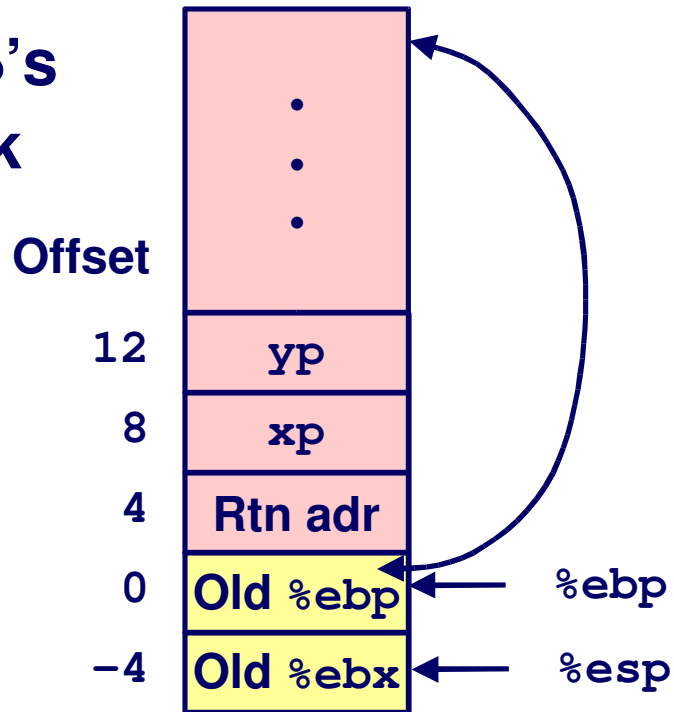 's
Offset
12 yp
8 xp
4 Rtn adr
0 Old %ebp %ebp
-4 Old %ebx %esp